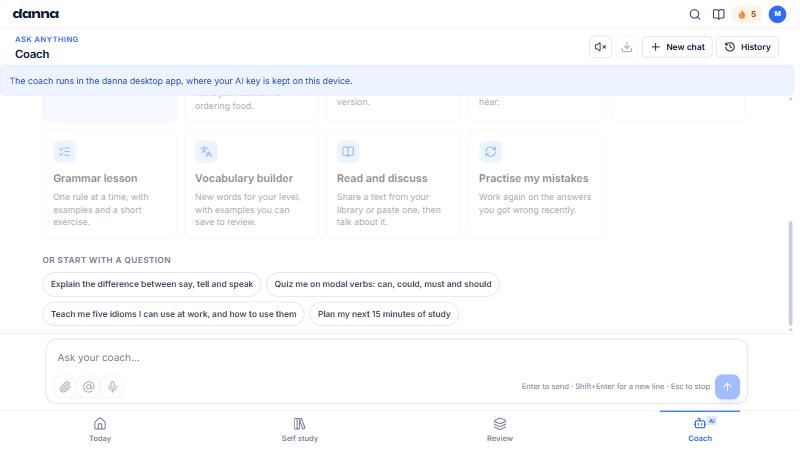 danna
5
M
ASK ANYTHING
Coach
New chat
History
The coach runs in the danna desktop app, where your AI key is kept on this device.
ordering food.
version.
hear.
Grammar lesson
One rule at a time, with
examples and a short
exercise.
Vocabulary builder
New words for your level,
with examples you can
save to review.
Read and discuss
Share a text from your
library or paste one, then
talk about it.
Practise my mistakes
Work again on the answers
you got wrong recently.
OR START WITH A QUESTION
Explain the difference between say, tell and speak
Quiz me on modal verbs: can, could, must and should
Teach me five idioms I can use at work, and how to use them
Plan my next 15 minutes of study
Ask your coach...
Enter to send · Shift+Enter for a new line · Esc to stop
Today
Self study
Review
AI
Coach